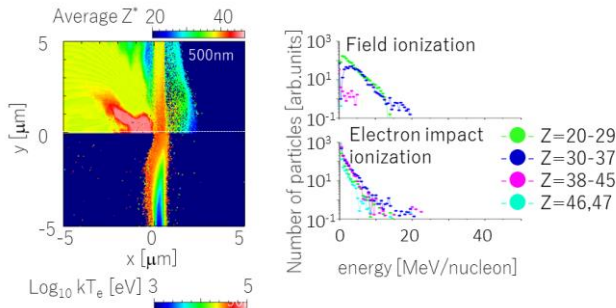 Average Z* 20 40
500nm
5
0
-5
y [μm]
-5 0 5
x [μm]
Log10 kTe [eV] 3 5
Number of particles [arb.units]
10³
10¹
10-1
Field ionization
10³
10¹
10-1
Electron impact
ionization
0 20 40
energy [MeV/nucleon]
Z=20-29
Z=30-37
Z=38-45
Z=46,47